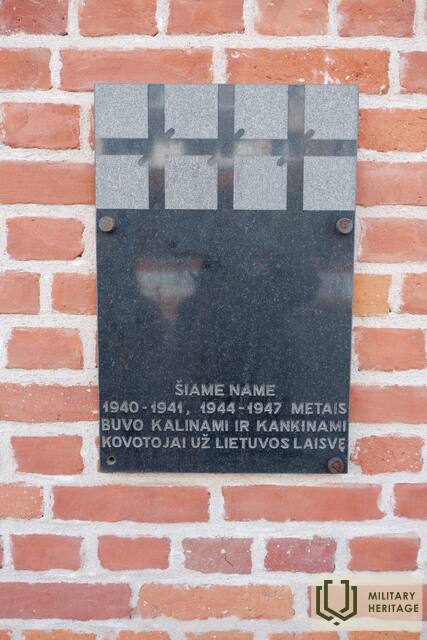 ŠIAME NAME
1940-1941, 1944-1947 METAIS
BUVO KALINAMI IR KANKINAMI
KOVOTOJAI UŽ LIETUVOS LAISVĘ
MILITARY
HERITAGE